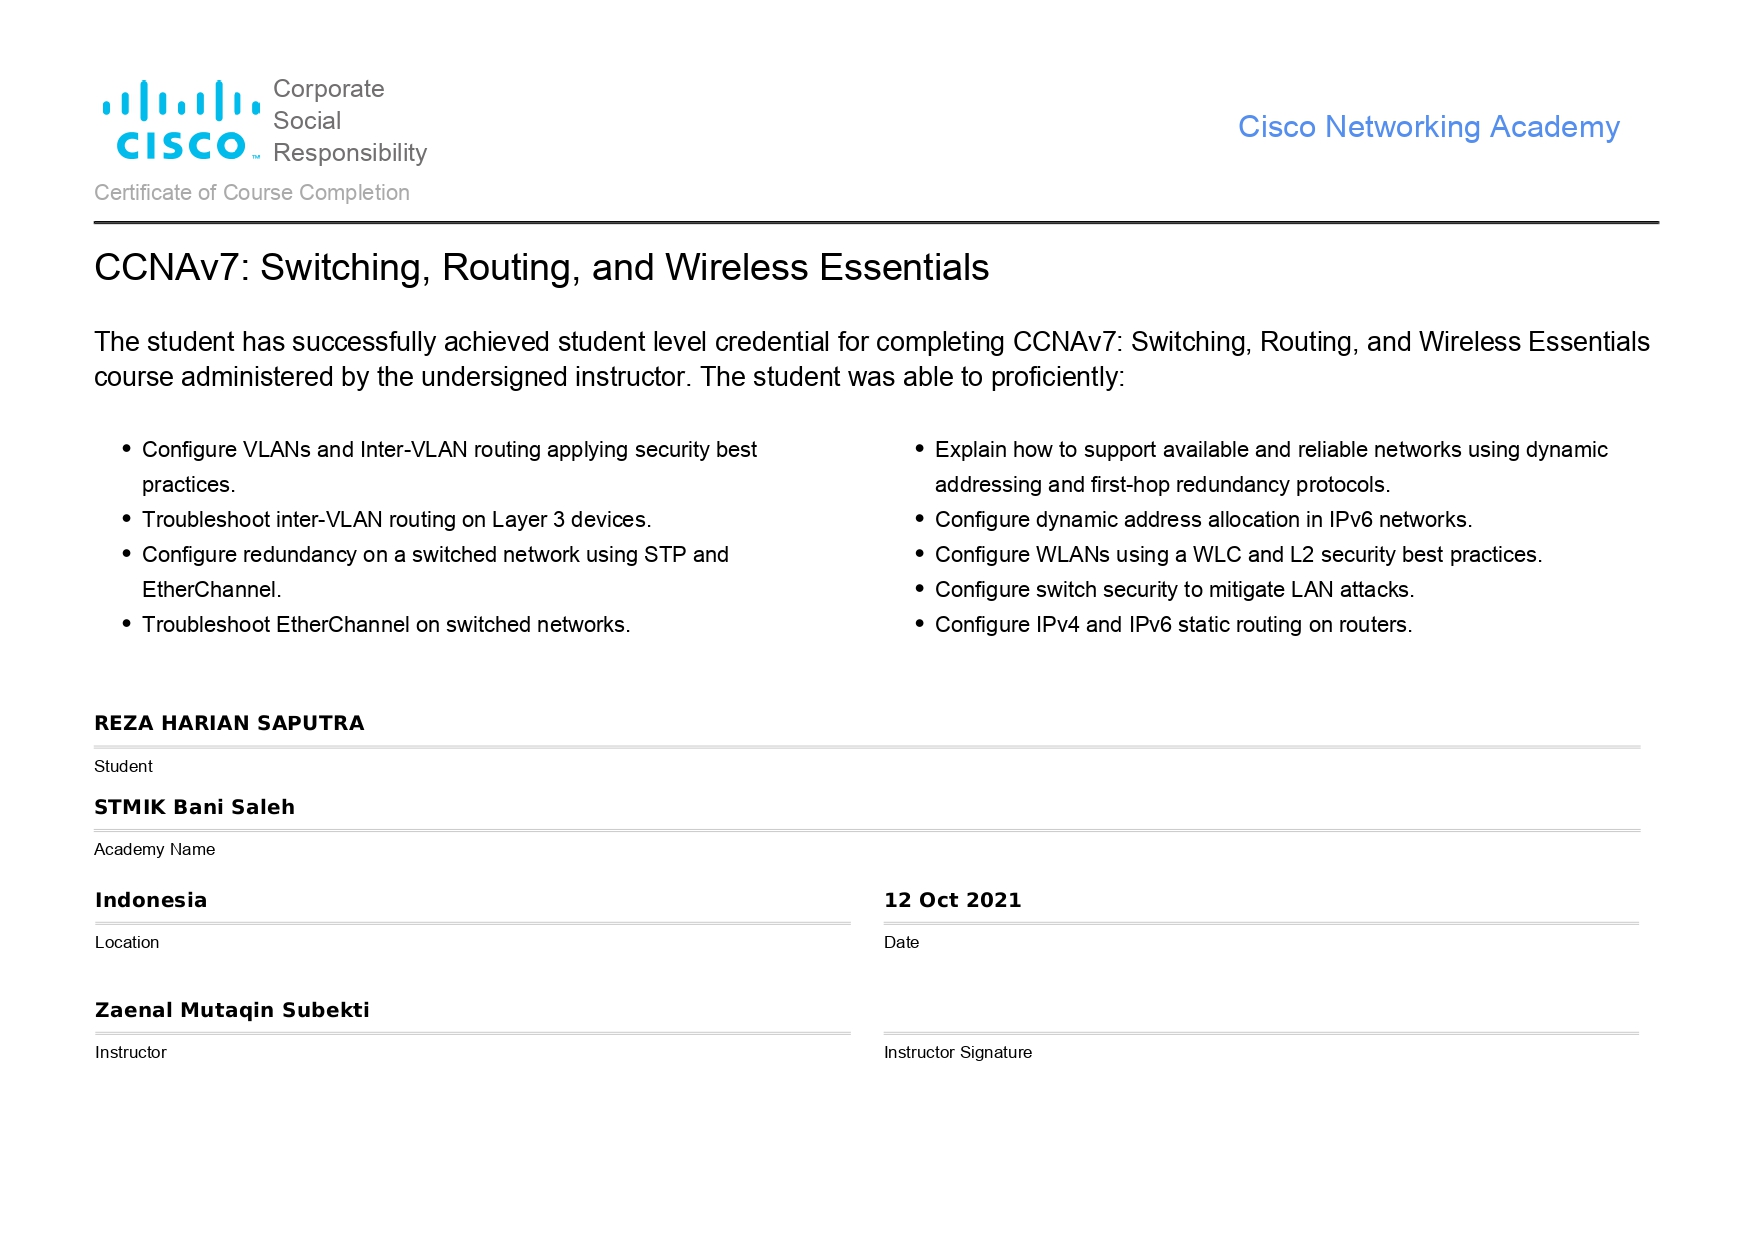 Corporate
Social
Responsibility
CISCO™
Cisco Networking Academy
Certificate of Course Completion
CCNAv7: Switching, Routing, and Wireless Essentials
The student has successfully achieved student level credential for completing CCNAv7: Switching, Routing, and Wireless Essentials
course administered by the undersigned instructor. The student was able to proficiently:
• Configure VLANs and Inter-VLAN routing applying security best
practices.
• Troubleshoot inter-VLAN routing on Layer 3 devices.
• Configure redundancy on a switched network using STP and
EtherChannel.
• Troubleshoot EtherChannel on switched networks.
• Explain how to support available and reliable networks using dynamic
addressing and first-hop redundancy protocols.
• Configure dynamic address allocation in IPv6 networks.
• Configure WLANs using a WLC and L2 security best practices.
• Configure switch security to mitigate LAN attacks.
• Configure IPv4 and IPv6 static routing on routers.
REZA HARIAN SAPUTRA
Student
STMIK Bani Saleh
Academy Name
Indonesia
Location
12 Oct 2021
Date
Zaenal Mutaqin Subekti
Instructor
Instructor Signature